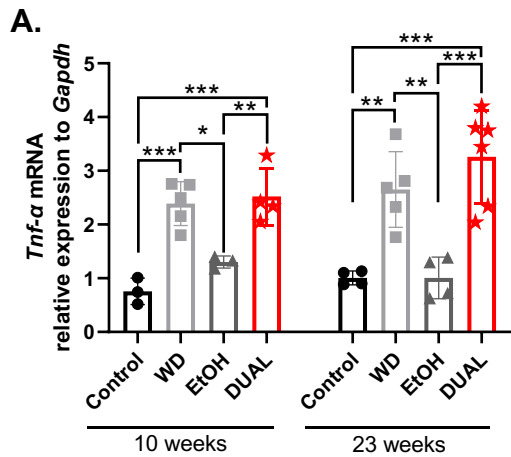 A.
Tnf-α mRNA
relative expression to Gapdh
5
4
3
2
1
0
***
*
***
**
***
**
**
***
Control
WD
EtOH
DUAL
Control
WD
EtOH
DUAL
10 weeks
23 weeks